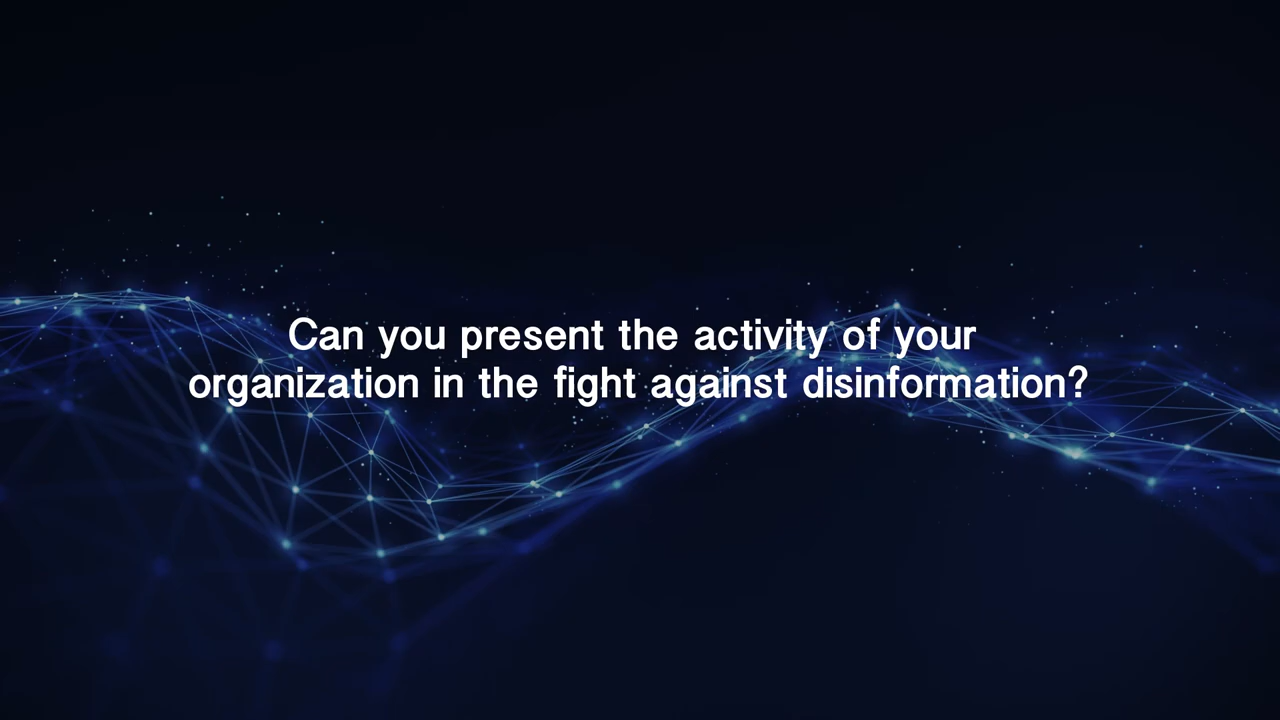 Can you present the activity of your
organization in the fight against disinformation?